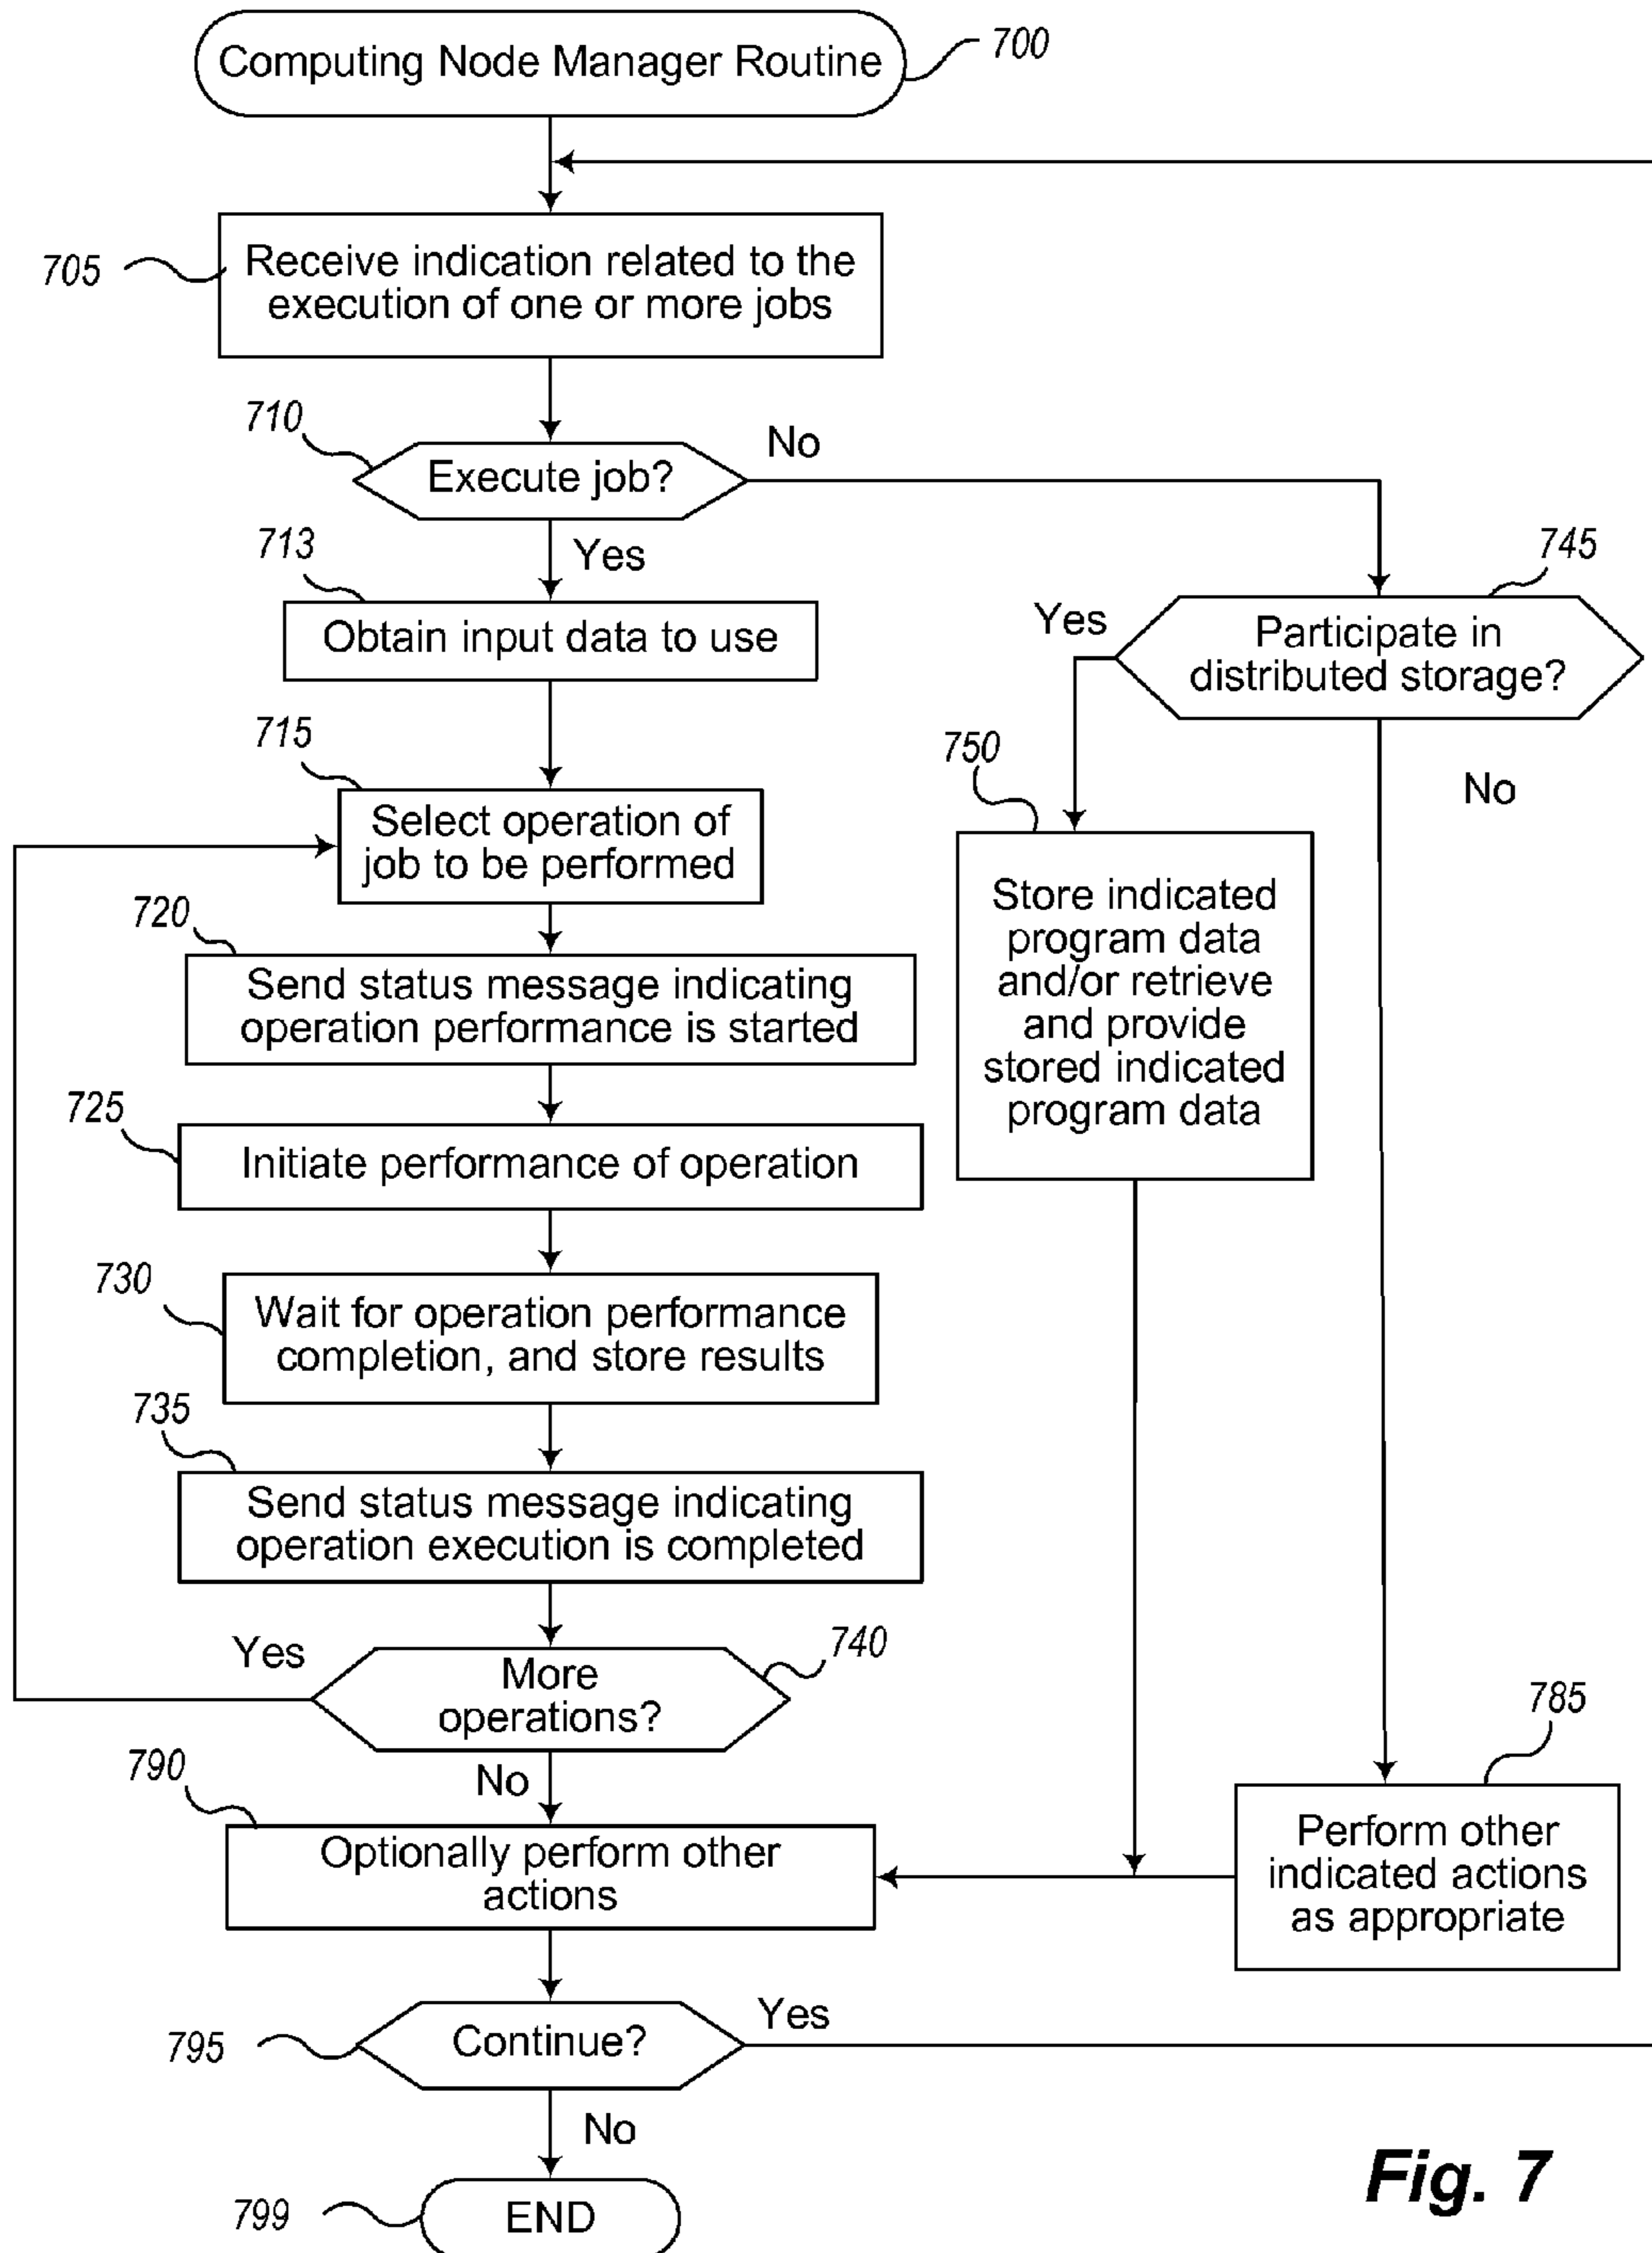 Computing Node Manager Routine
700
705
Receive indication related to the
execution of one or more jobs
710
Execute job?
No
Yes
713
Obtain input data to use
745
Participate in
distributed storage?
Yes
No
715
Select operation of
job to be performed
750
Store indicated
program data
and/or retrieve
and provide
stored indicated
program data
720
Send status message indicating
operation performance is started
725
Initiate performance of operation
730
Wait for operation performance
completion, and store results
735
Send status message indicating
operation execution is completed
740
More
operations?
Yes
No
785
Perform other
indicated actions
as appropriate
790
Optionally perform other
actions
795
Continue?
Yes
No
799
END
Fig. 7